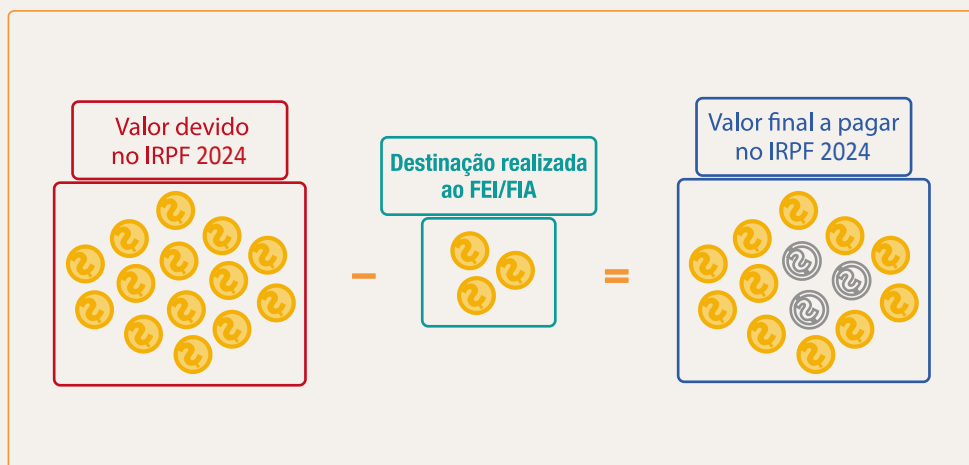 Valor devido
no IRPF 2024
Destinação realizada
ao FEI/FIA
Valor final a pagar
no IRPF 2024